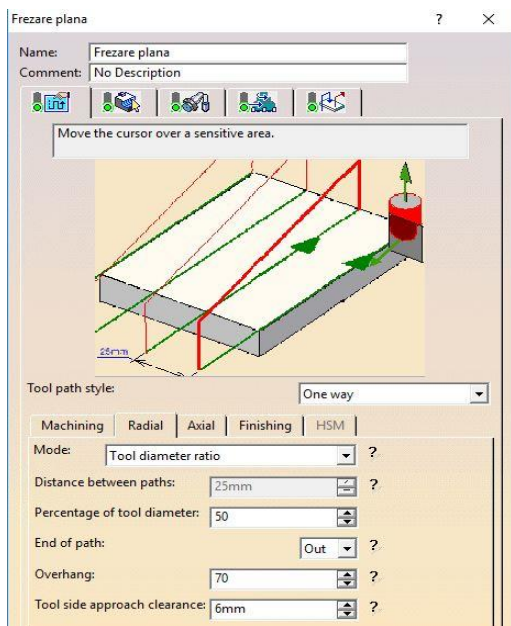 Frezare plana ? ×
Name: Frezare plana
Comment: No Description
Move the cursor over a sensitive area.
25mm
Tool path style: One way
Machining Radial Axial Finishing HSM
Mode: Tool diameter ratio ?
Distance between paths: 25mm ?
Percentage of tool diameter: 50
End of path: Out ?
Overhang: 70 ?
Tool side approach clearance: 6mm ?